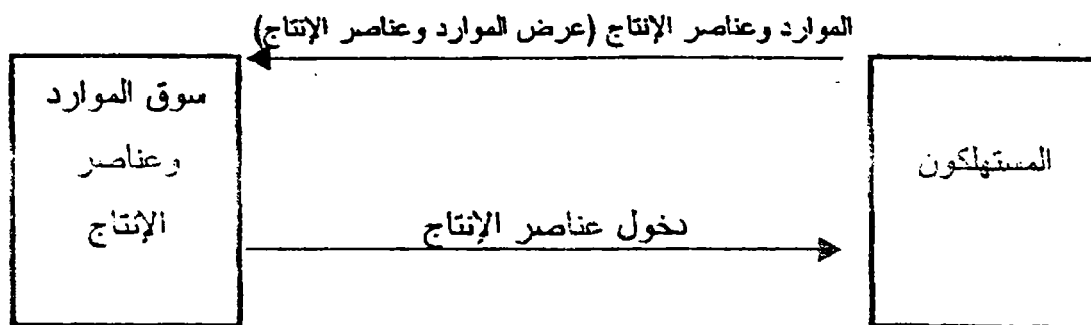 الموارد وعناصر الإنتاج (عرض الموارد وعناصر الإنتاج)
المستهلكون
سوق الموارد
وعناصر
الإنتاج
دخول عناصر الإنتاج